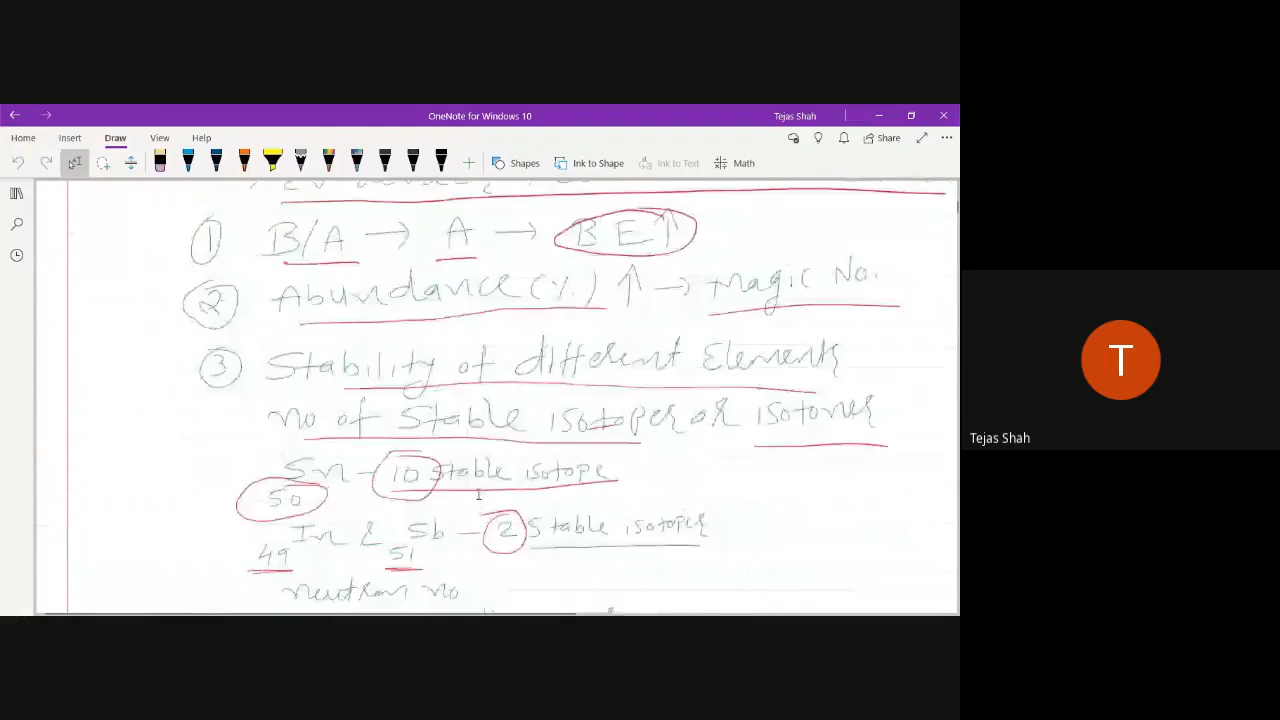 OneNote for Windows 10
Tejas Shah
Home Insert Draw View Help
Share
Shapes Ink to Shape Ink to Text Math
① B/A → A → BE↑
② Abundance (%) ↑ → Magic No.
③ Stability of different Elements
no of Stable isotopes or isotones
Sn - 10 Stable isotope
50
In & Sb - 2 Stable isotopes
49 51
neutron no
T
Tejas Shah